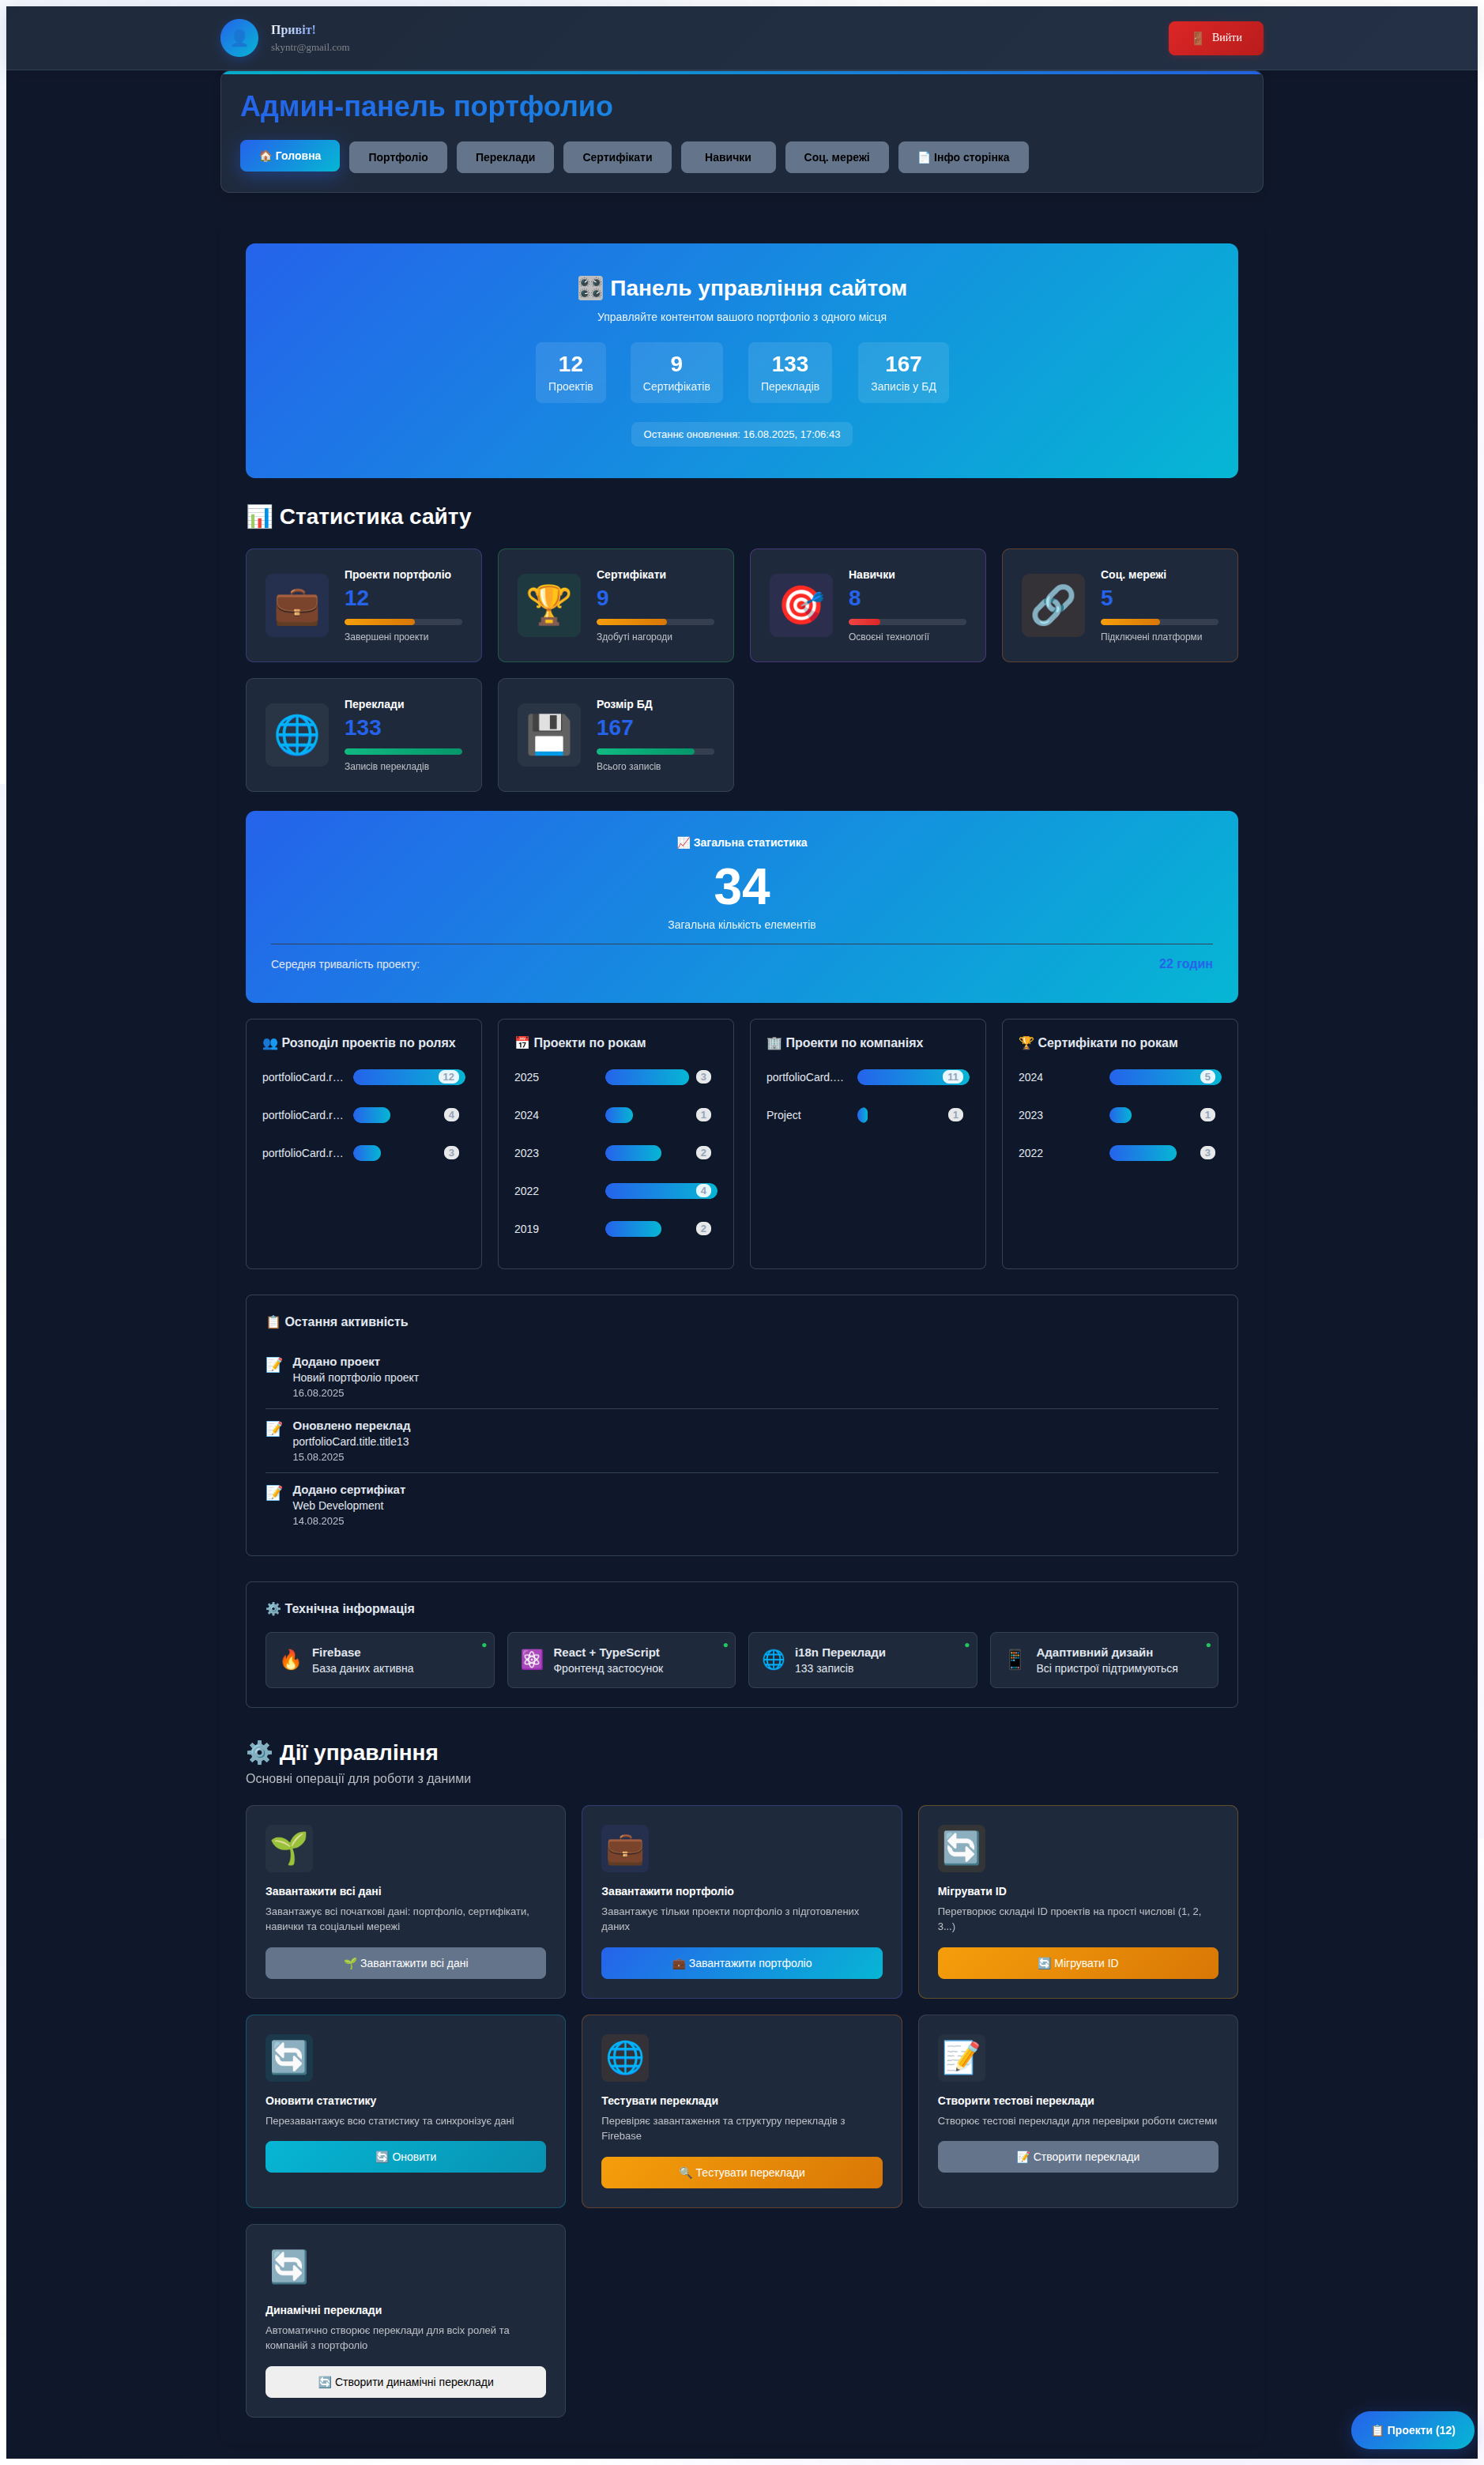 Привіт!
skyntr@gmail.com
🚪 Вийти
Админ-панель портфолио
🏠 Головна
Портфоліо
Переклади
Сертифікати
Навички
Соц. мережі
📄 Інфо сторінка
🎛️ Панель управління сайтом
Управляйте контентом вашого портфоліо з одного місця
12
Проектів
9
Сертифікатів
133
Перекладів
167
Записів у БД
Останнє оновлення: 16.08.2025, 17:06:43
📊 Статистика сайту
Проекти портфоліо
12
Завершені проекти
Сертифікати
9
Здобуті нагороди
Навички
8
Освоєні технології
Соц. мережі
5
Підключені платформи
Переклади
133
Записів перекладів
Розмір БД
167
Всього записів
📈 Загальна статистика
34
Загальна кількість елементів
Середня тривалість проекту: 22 годин
👥 Розподіл проектів по ролях
portfolioCard.r… 12
portfolioCard.r… 4
portfolioCard.r… 3
📅 Проекти по рокам
2025 3
2024 1
2023 2
2022 4
2019 2
🏢 Проекти по компаніях
portfolioCard.… 11
Project 1
🏆 Сертифікати по рокам
2024 5
2023 1
2022 3
📋 Остання активність
Додано проект
Новий портфоліо проект
16.08.2025
Оновлено переклад
portfolioCard.title.title13
15.08.2025
Додано сертифікат
Web Development
14.08.2025
⚙️ Технічна інформація
Firebase
База даних активна
React + TypeScript
Фронтенд застосунок
i18n Переклади
133 записів
Адаптивний дизайн
Всі пристрої підтримуються
⚙️ Дії управління
Основні операції для роботи з даними
Завантажити всі дані
Завантажує всі початкові дані: портфоліо, сертифікати,
навички та соціальні мережі
🌱 Завантажити всі дані
Завантажити портфоліо
Завантажує тільки проекти портфоліо з підготовлених
даних
💼 Завантажити портфоліо
Мігрувати ID
Перетворює складні ID проектів на прості числові (1, 2,
3...)
🔄 Мігрувати ID
Оновити статистику
Перезавантажує всю статистику та синхронізує дані
🔄 Оновити
Тестувати переклади
Перевіряє завантаження та структуру перекладів з
Firebase
🔍 Тестувати переклади
Створити тестові переклади
Створює тестові переклади для перевірки роботи системи
📝 Створити переклади
Динамічні переклади
Автоматично створює переклади для всіх ролей та
компаній з портфоліо
🔄 Створити динамічні переклади
📋 Проекти (12)